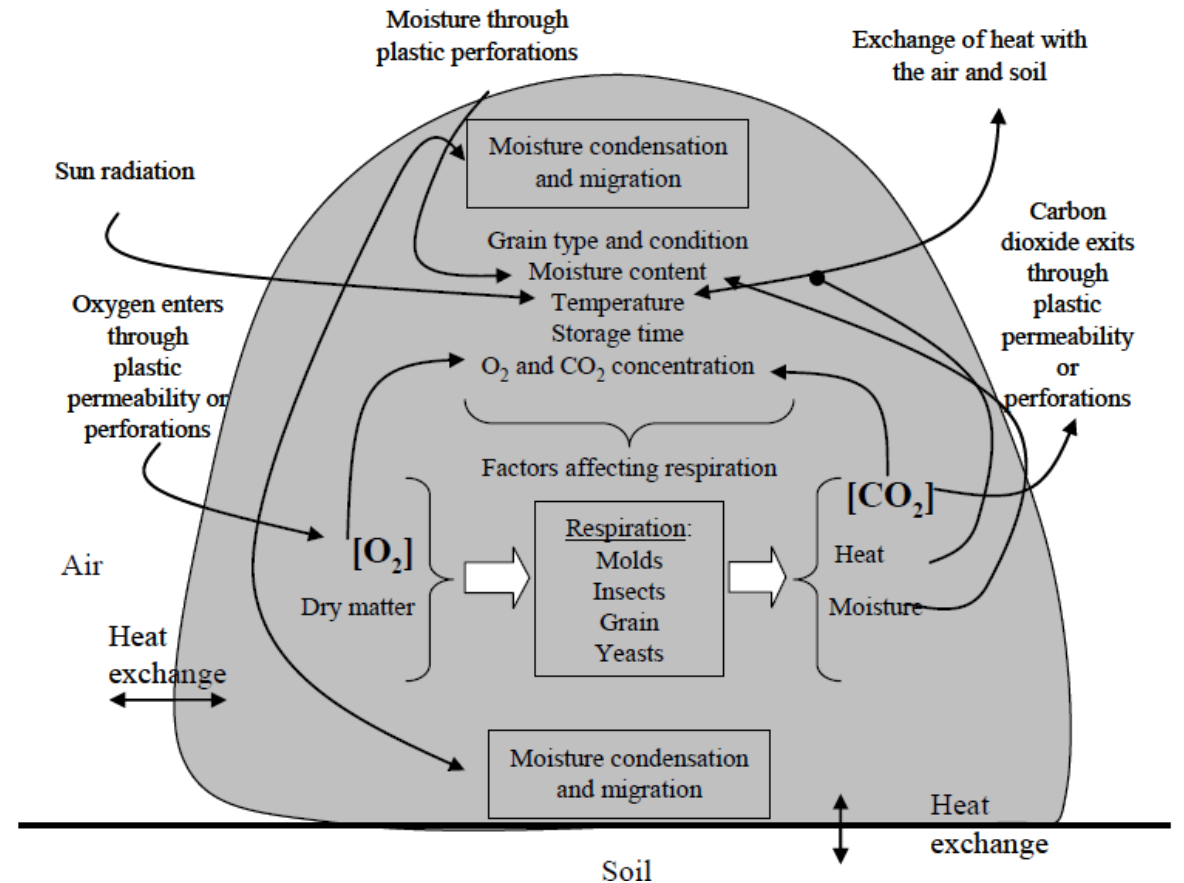 Moisture through
plastic perforations
Exchange of heat with
the air and soil
Moisture condensation
and migration
Sun radiation
Carbon
dioxide exits
through
plastic
permeability
or
perforations
Grain type and condition
Moisture content
Temperature
Storage time
O₂ and CO₂ concentration
Oxygen enters
through
plastic
permeability or
perforations
Factors affecting respiration
[O₂]
Dry matter
Respiration:
Molds
Insects
Grain
Yeasts
[CO₂]
Heat
Moisture
Air
Heat
exchange
Moisture condensation
and migration
Heat
exchange
Soil